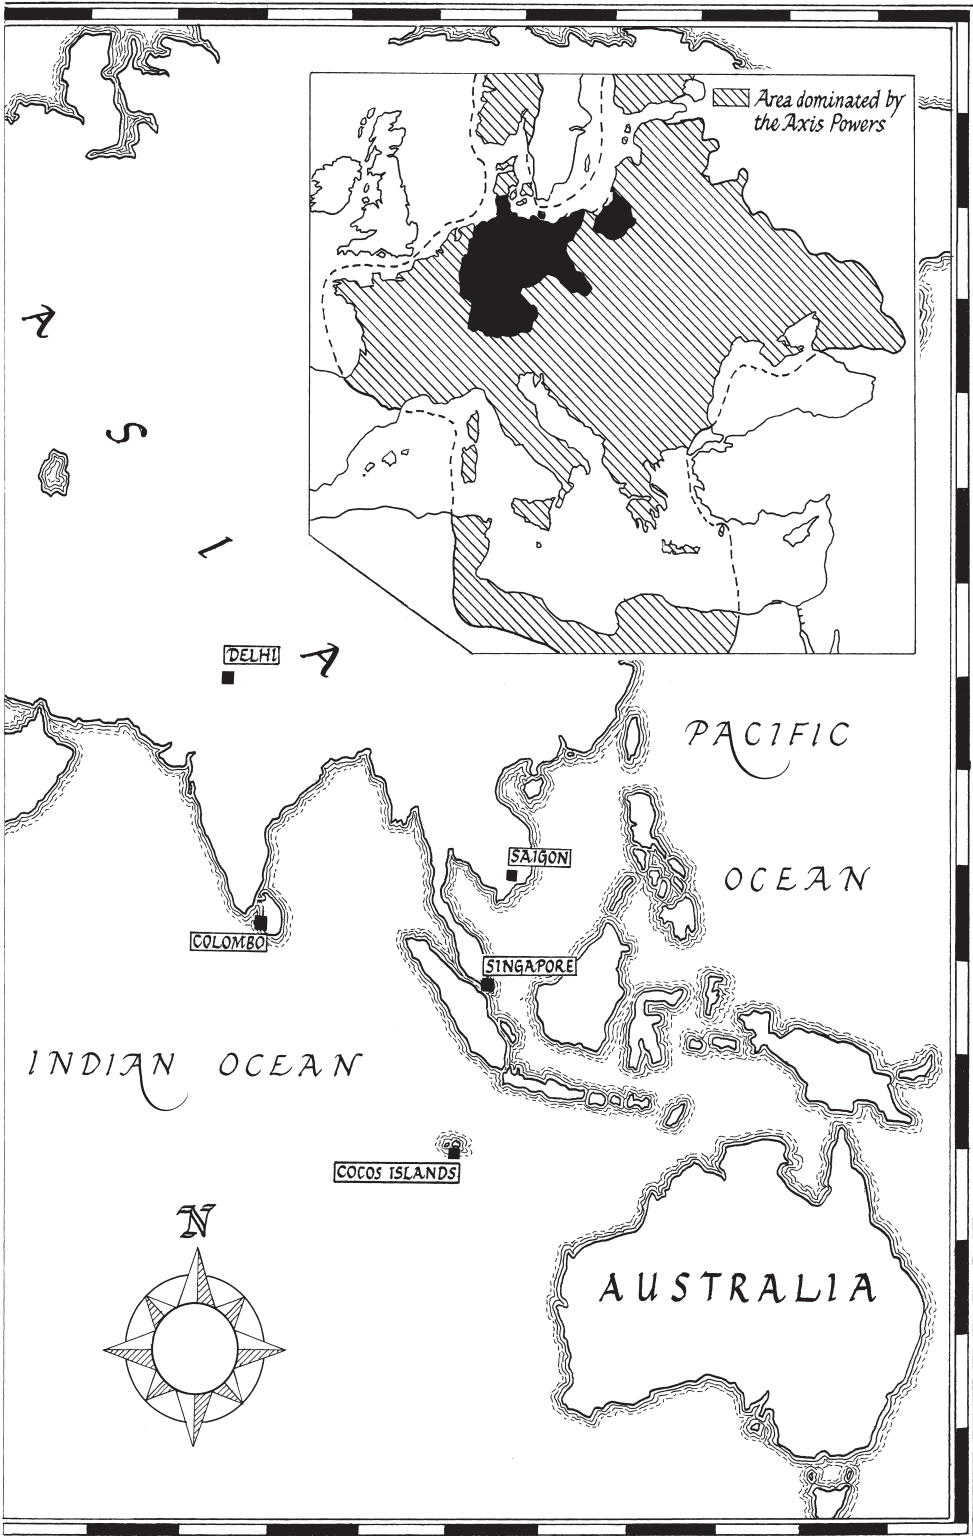 Area dominated by
the Axis Powers
A
S
I
A
DELHI
PACIFIC
OCEAN
SAIGON
COLOMBO
SINGAPORE
INDIAN OCEAN
COCOS ISLANDS
N
AUSTRALIA